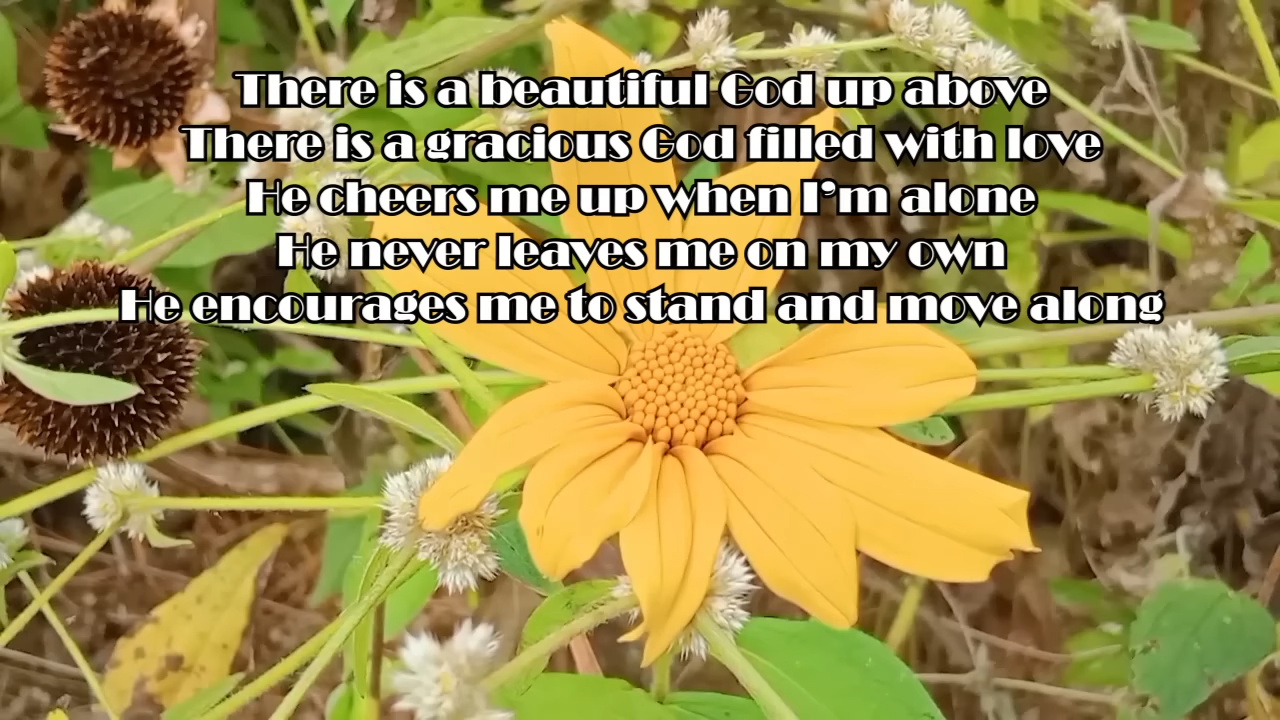 There is a beautiful God up above
There is a gracious God filled with love
He cheers me up when I'm alone
He never leaves me on my own
He encourages me to stand and move along